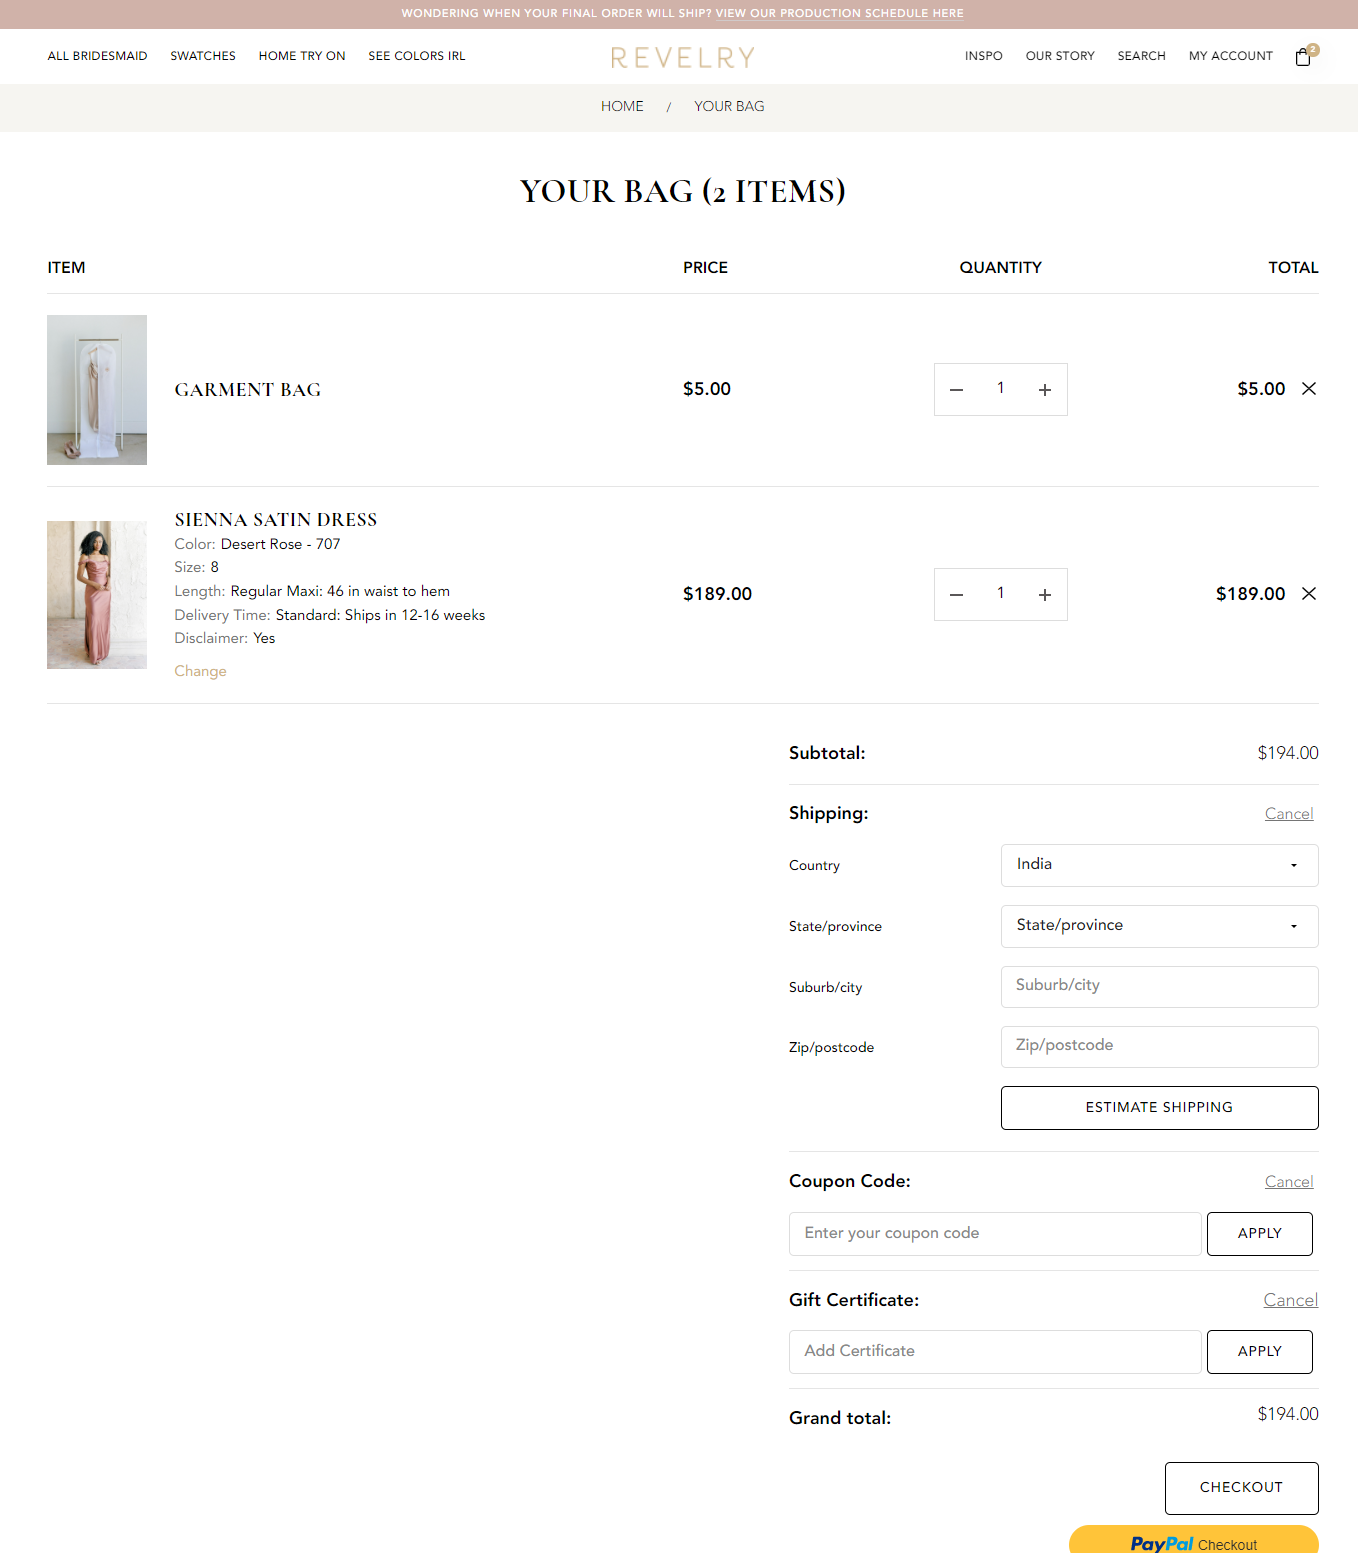 WONDERING WHEN YOUR FINAL ORDER WILL SHIP? VIEW OUR PRODUCTION SCHEDULE HERE
ALL BRIDESMAID SWATCHES HOME TRY ON SEE COLORS IRL REVELRY INSPO OUR STORY SEARCH MY ACCOUNT 2
HOME / YOUR BAG
YOUR BAG (2 ITEMS)
ITEM PRICE QUANTITY TOTAL
GARMENT BAG $5.00 1 $5.00
SIENNA SATIN DRESS
Color: Desert Rose - 707
Size: 8
Length: Regular Maxi: 46 in waist to hem
$189.00 1 $189.00
Delivery Time: Standard: Ships in 12-16 weeks
Disclaimer: Yes
Change
Subtotal: $194.00
Shipping: Cancel
Country India
State/province State/province
Suburb/city Suburb/city
Zip/postcode Zip/postcode
ESTIMATE SHIPPING
Coupon Code: Cancel
Enter your coupon code APPLY
Gift Certificate: Cancel
Add Certificate APPLY
Grand total: $194.00
CHECKOUT
PayPal Checkout